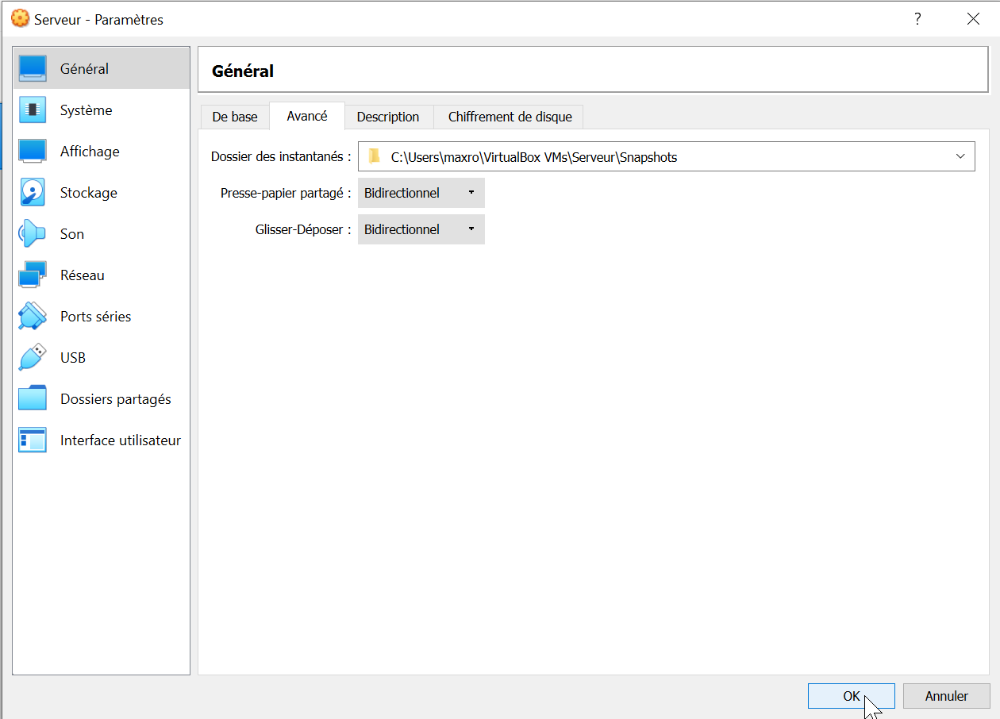 Serveur - Paramètres
?
Général
Système
Affichage
Stockage
Son
Réseau
Ports séries
USB
Dossiers partagés
Interface utilisateur
Général
De base Avancé Description Chiffrement de disque
Dossier des instantanés : C:\Users\maxro\VirtualBox VMs\Serveur\Snapshots
Presse-papier partagé : Bidirectionnel
Glisser-Déposer : Bidirectionnel
OK Annuler